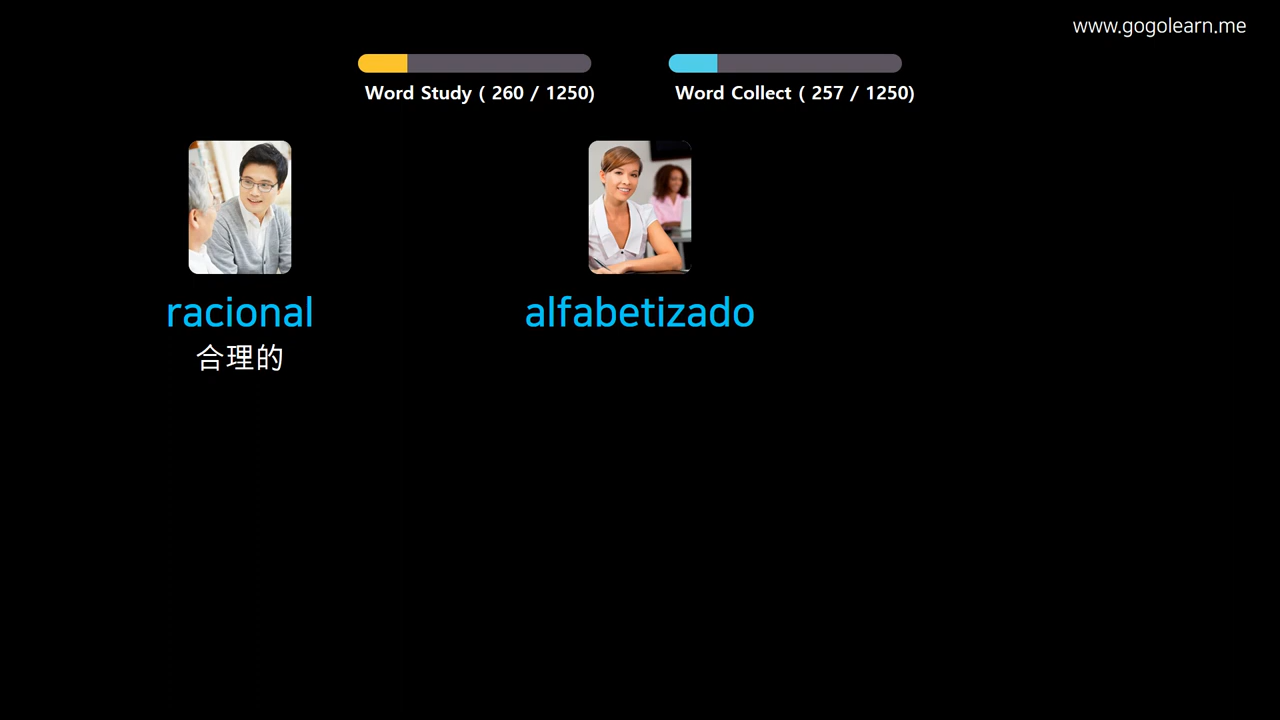 www.gogolearn.me
Word Study ( 260 / 1250)
Word Collect ( 257 / 1250)
racional
合理的
alfabetizado